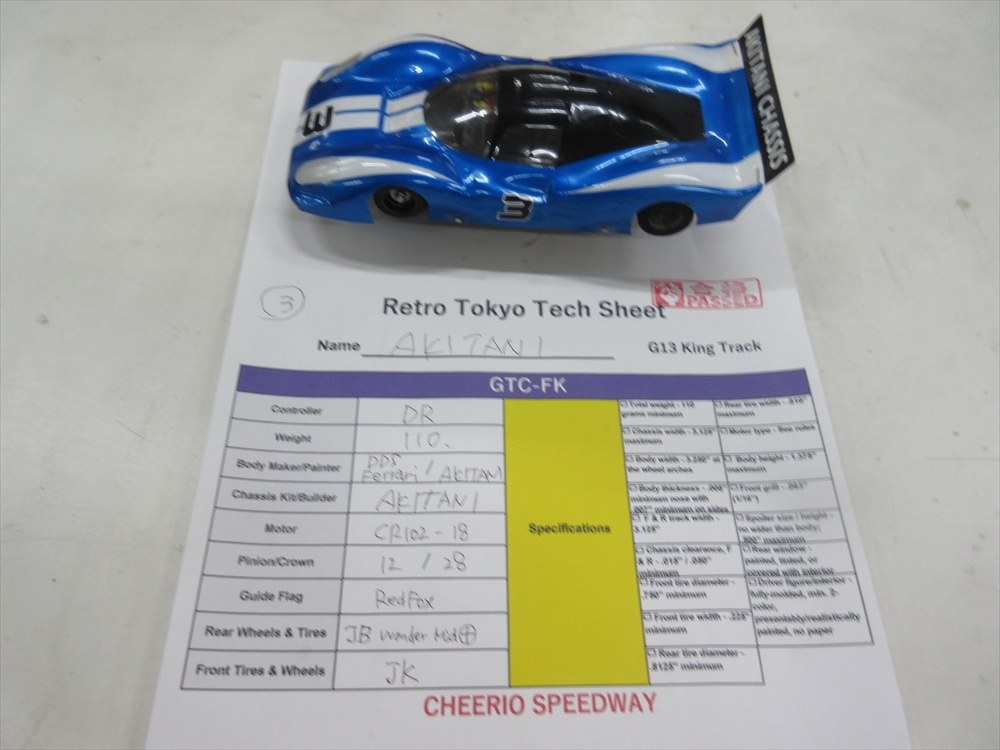 AKITANI CHASSIS
3
3
3
合格
PASSED
Retro Tokyo Tech Sheet
Name AKITANI
G13 King Track
GTC-FK
Controller DR
Weight 110.
Body Maker/Painter DDS Ferrari / AKITANI
Chassis Kit/Builder AKITANI
Motor CR102-18
Pinion/Crown 12 / 28
Guide Flag RedFox
Rear Wheels & Tires JB Wonder Mid⊕
Front Tires & Wheels JK
Specifications
☐ Total weight - 110
grams minimum
☐ Chassis width - 3.125"
maximum
☐ Body width - 3.250" at
the wheel arches
☐ Body thickness - .008"
minimum nose with
.007" minimum on sides
☐ F & R track width -
3.125"
☐ Chassis clearance, F
& R - .015" / .050"
minimum
☐ Front tire diameter -
.750" minimum
☐ Front tire width - .225"
minimum
☐ Rear tire diameter -
.8125" minimum
☐ Rear tire width - .810"
maximum
☐ Motor type - See rules
☐ Body height - 1.375"
maximum
☐ Front grill - .063"
(1/16")
☐ Spoiler size / height -
no wider than body;
.500" maximum
☐ Rear window -
painted, tinted, or
covered with interior
☐ Driver figure/interior -
fully-molded, min. 2-
color,
presentably/realistically
painted, no paper
CHEERIO SPEEDWAY